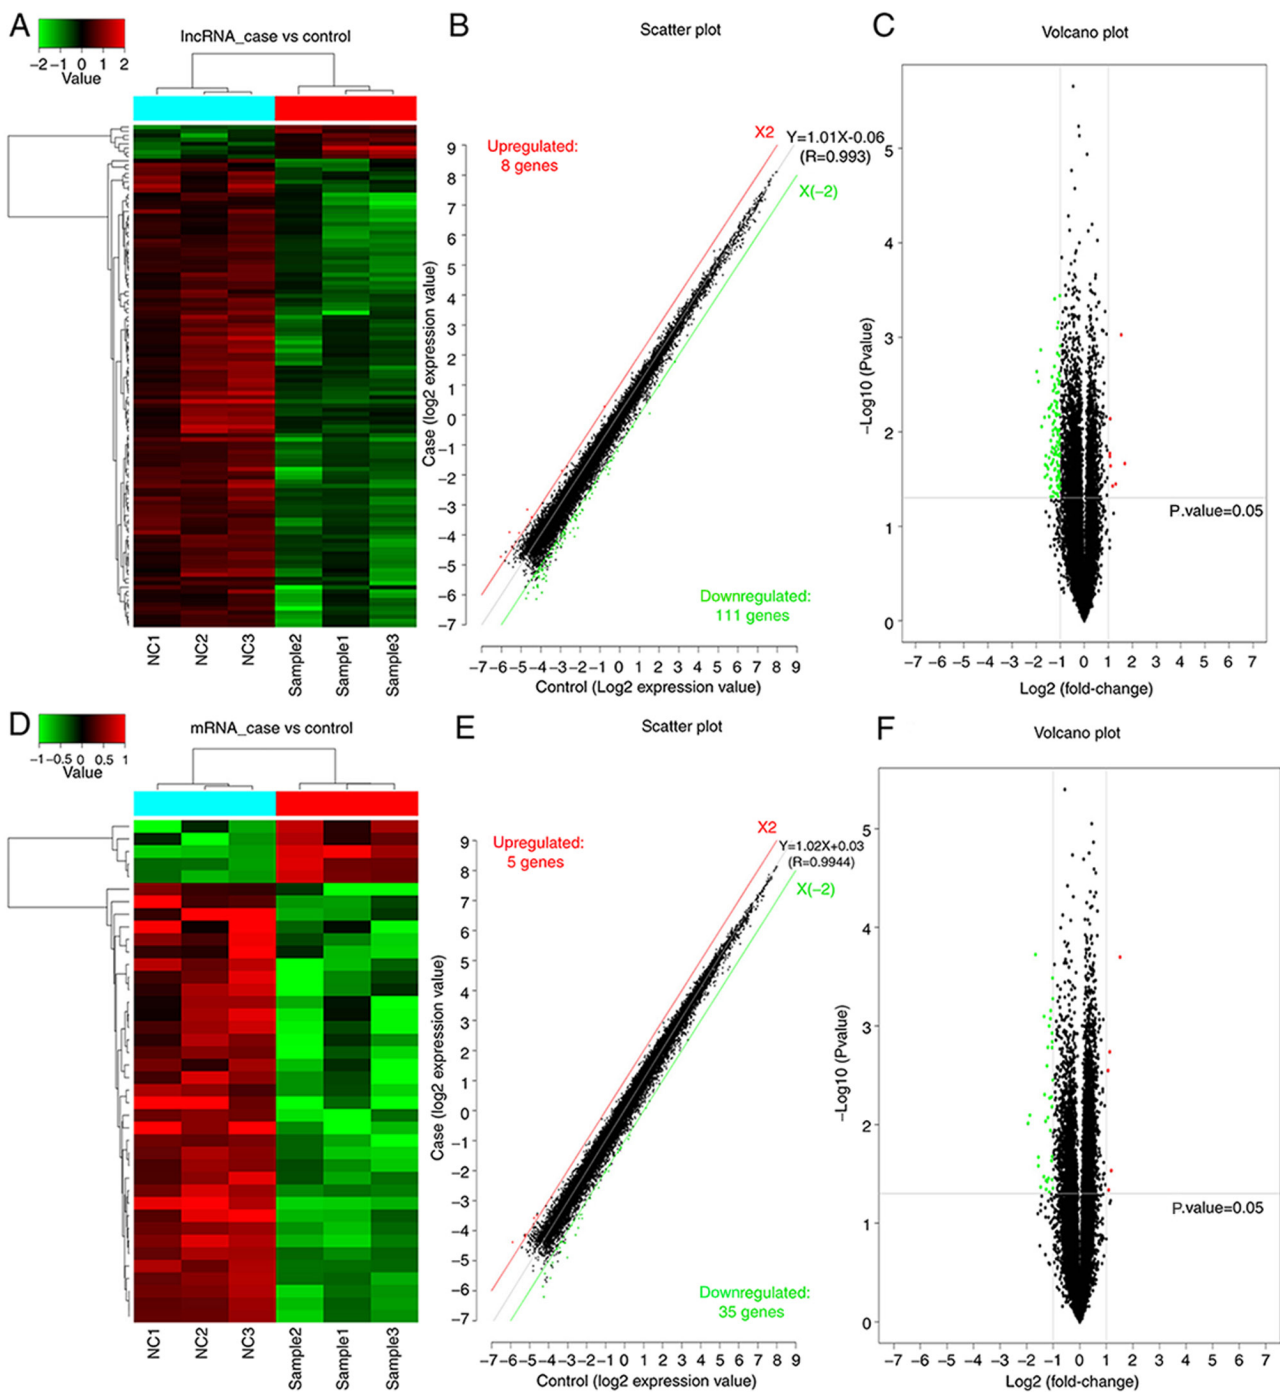 A
lncRNA_case vs control
−2 −1 0 1 2
Value
NC1
NC2
NC3
Sample2
Sample1
Sample3
B
Scatter plot
Upregulated:
8 genes
X2
Y=1.01X-0.06
(R=0.993)
X(−2)
9
8
7
6
5
4
3
2
1
0
−1
−2
−3
−4
−5
−6
−7
Case (log2 expression value)
Downregulated:
111 genes
−7 −6 −5 −4 −3 −2 −1 0 1 2 3 4 5 6 7 8 9
Control (Log2 expression value)
C
Volcano plot
5
4
3
2
1
0
−Log10 (Pvalue)
P.value=0.05
−7 −6 −5 −4 −3 −2 −1 0 1 2 3 4 5 6 7
Log2 (fold-change)
D
mRNA_case vs control
−1 −0.5 0 0.5 1
Value
NC1
NC2
NC3
Sample2
Sample1
Sample3
E
Scatter plot
Upregulated:
5 genes
X2
Y=1.02X+0.03
(R=0.9944)
X(−2)
9
8
7
6
5
4
3
2
1
0
−1
−2
−3
−4
−5
−6
−7
Case (log2 expression value)
Downregulated:
35 genes
−7 −6 −5 −4 −3 −2 −1 0 1 2 3 4 5 6 7 8 9
Control (log2 expression value)
F
Volcano plot
5
4
3
2
1
0
−Log10 (Pvalue)
P.value=0.05
−7 −6 −5 −4 −3 −2 −1 0 1 2 3 4 5 6 7
Log2 (fold-change)